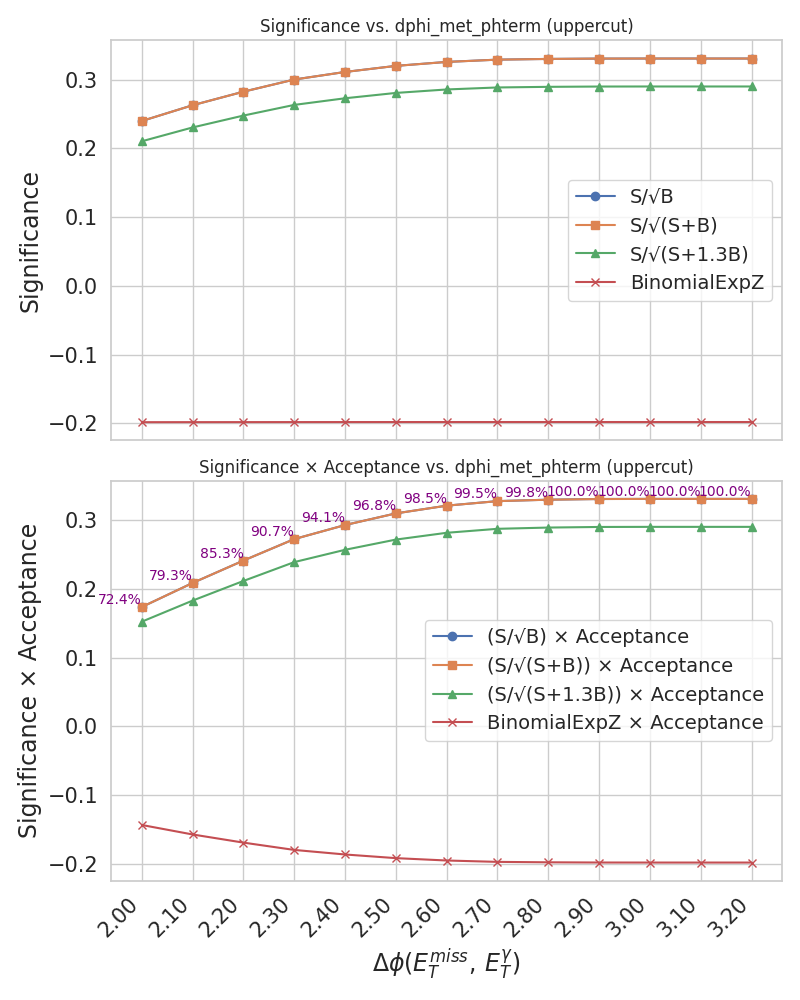 Significance vs. dphi_met_phterm (uppercut)
Significance
0.3
0.2
0.1
0.0
−0.1
−0.2
S/√B
S/√(S+B)
S/√(S+1.3B)
BinomialExpZ
Significance × Acceptance vs. dphi_met_phterm (uppercut)
Significance × Acceptance
0.3
0.2
0.1
0.0
−0.1
−0.2
72.4%
79.3%
85.3%
90.7%
94.1%
96.8%
98.5%
99.5%
99.8%
100.0%
100.0%
100.0%
100.0%
(S/√B) × Acceptance
(S/√(S+B)) × Acceptance
(S/√(S+1.3B)) × Acceptance
BinomialExpZ × Acceptance
2.00 2.10 2.20 2.30 2.40 2.50 2.60 2.70 2.80 2.90 3.00 3.10 3.20
Δϕ(E_T^miss, E_T^γ)